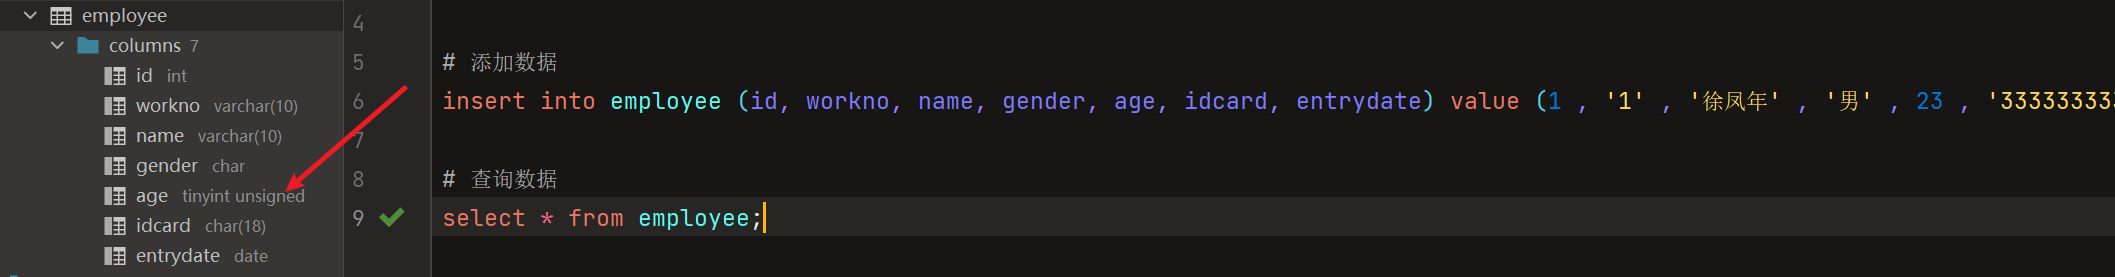 employee
columns 7
id int
workno varchar(10)
name varchar(10)
gender char
age tinyint unsigned
idcard char(18)
entrydate date
4
5 # 添加数据
6 insert into employee (id, workno, name, gender, age, idcard, entrydate) value (1 , '1' , '徐凤年' , '男' , 23 , '333333333
7
8 # 查询数据
9 select * from employee;